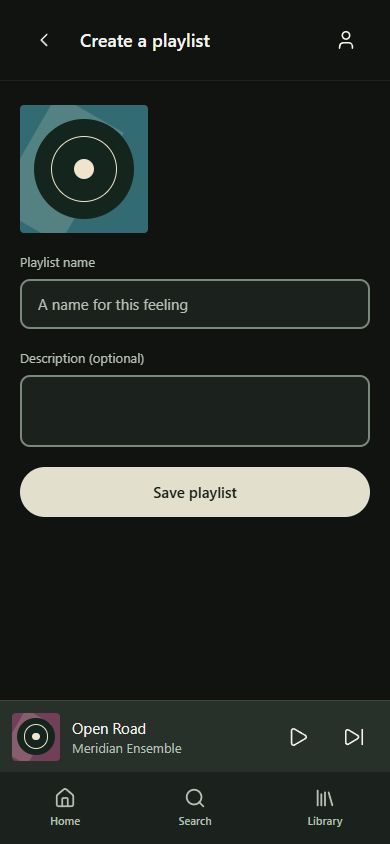 Create a playlist
Playlist name
A name for this feeling
Description (optional)
Save playlist
Open Road
Meridian Ensemble
Home
Search
Library